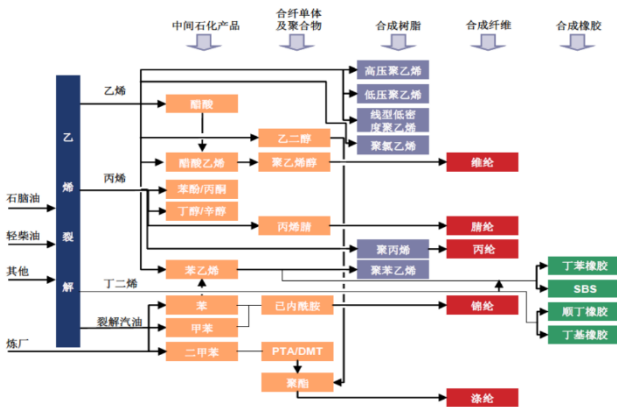 中间石化产品
合纤单体
及聚合物
合成树脂
合成纤维
合成橡胶
高压聚乙烯
乙烯
低压聚乙烯
醋酸
线型低密
度聚乙烯
乙二醇
聚氯乙烯
乙烯裂解
醋酸乙烯
聚乙烯醇
维纶
丙烯
苯酚/丙酮
石脑油
丁醇/辛醇
丙烯腈
腈纶
轻柴油
聚丙烯
丙纶
苯乙烯
聚苯乙烯
丁苯橡胶
其他
丁二烯
SBS
苯
己内酰胺
锦纶
顺丁橡胶
裂解汽油
甲苯
丁基橡胶
炼厂
二甲苯
PTA/DMT
聚酯
涤纶